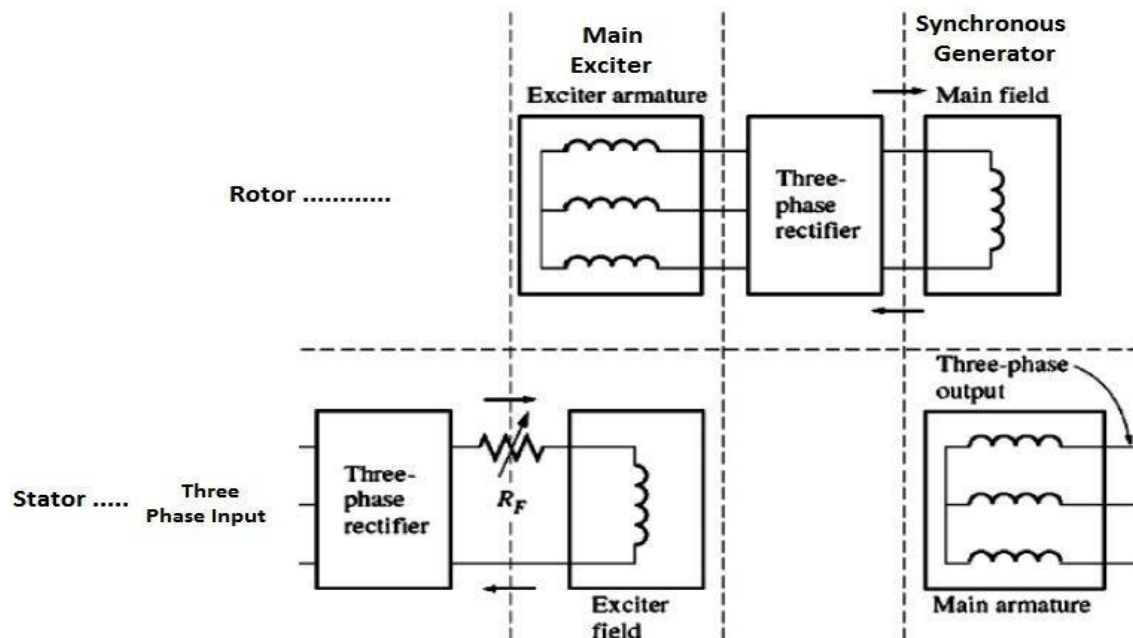 Main
Exciter
Exciter armature
Synchronous
Generator
Main field
Three-
phase
rectifier
Rotor ............
Three-phase
output
Three-
phase
rectifier
R_F
Stator .....
Three
Phase Input
Exciter
field
Main armature